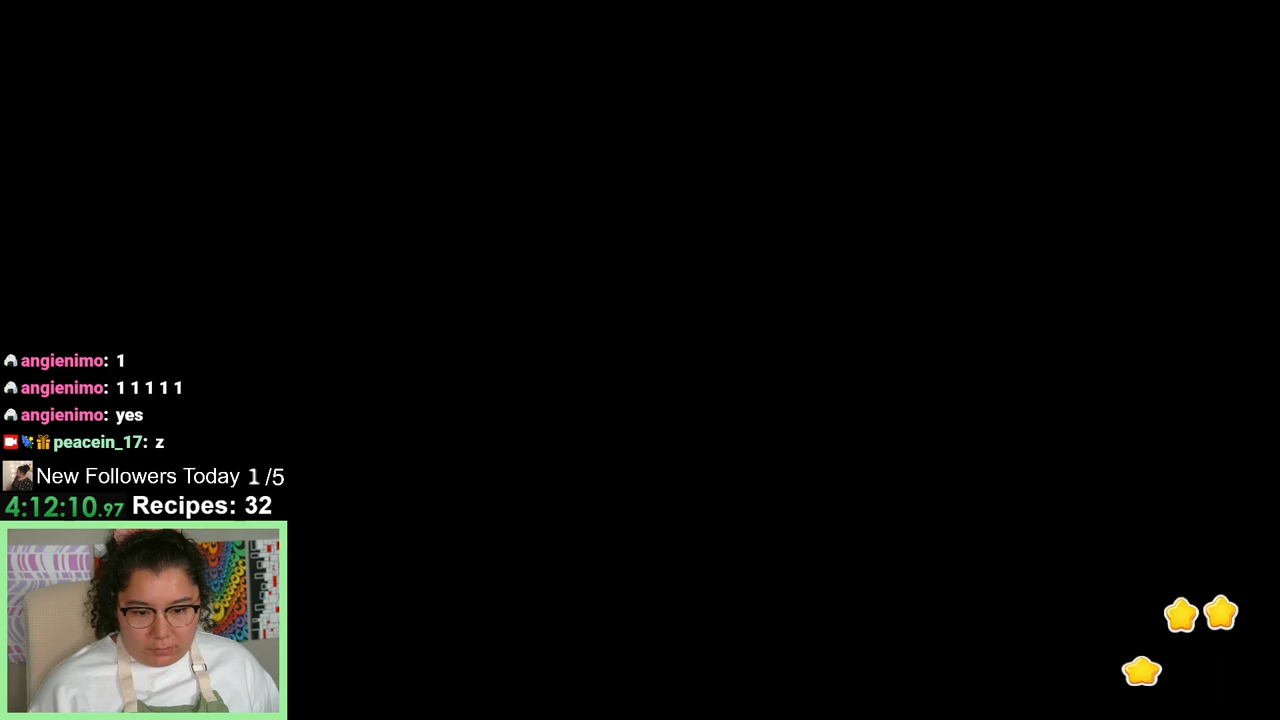 angienimo: 1
angienimo: 1 1 1 1 1
angienimo: yes
peacein_17: z
New Followers Today 1 /5
4:12:10.97 Recipes: 32